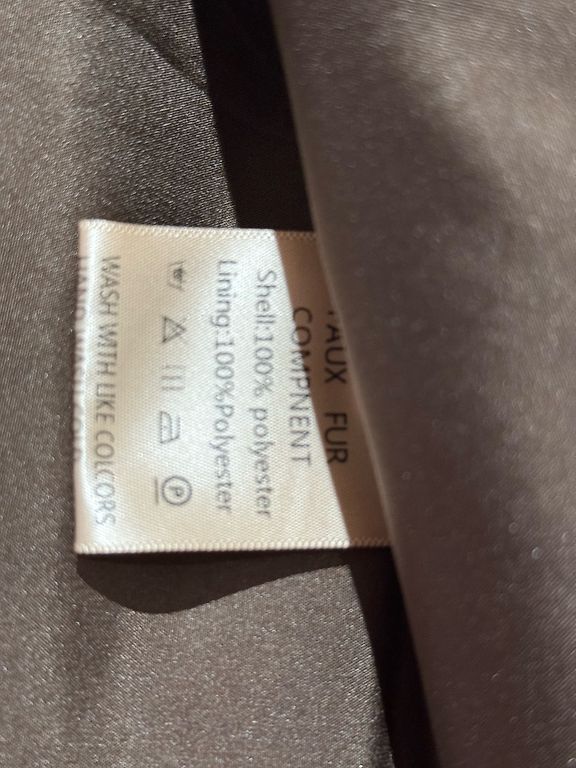 FAUX FUR
COMPNENT
Shell:100% polyester
Lining:100%Polyester
P
WASH WITH LIKE COLCORS